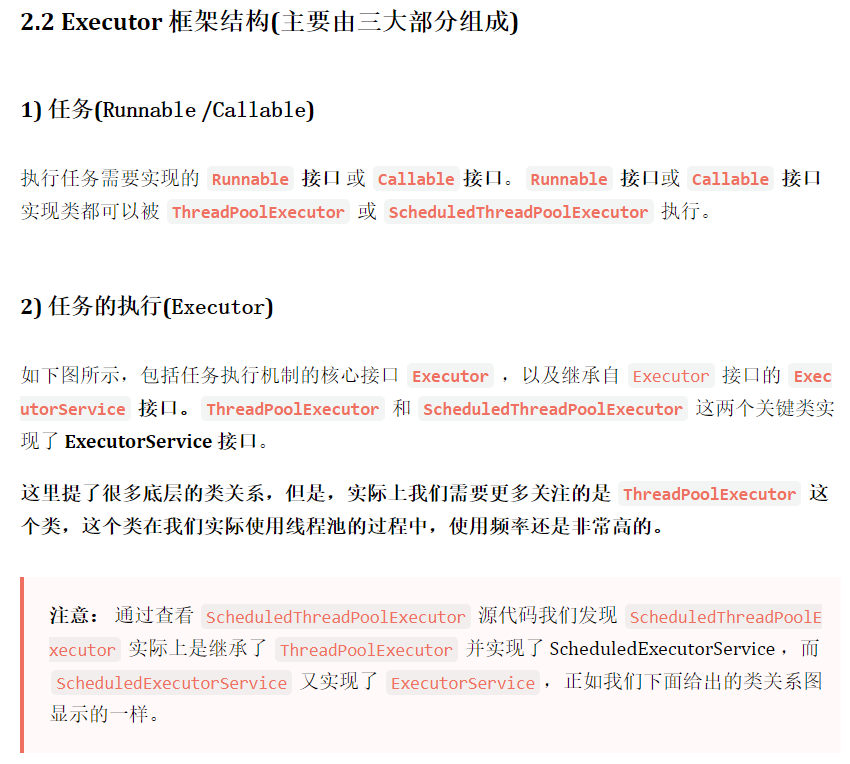 2.2 Executor 框架结构(主要由三大部分组成)
1) 任务(Runnable /Callable)
执行任务需要实现的 Runnable 接口 或 Callable 接口。 Runnable 接口或 Callable 接口
实现类都可以被 ThreadPoolExecutor 或 ScheduledThreadPoolExecutor 执行。
2) 任务的执行(Executor)
如下图所示，包括任务执行机制的核心接口 Executor ，以及继承自 Executor 接口的 Exec
utorService 接口。 ThreadPoolExecutor 和 ScheduledThreadPoolExecutor 这两个关键类实
现了 ExecutorService 接口。
这里提了很多底层的类关系，但是，实际上我们需要更多关注的是 ThreadPoolExecutor 这
个类，这个类在我们实际使用线程池的过程中，使用频率还是非常高的。
注意： 通过查看 ScheduledThreadPoolExecutor 源代码我们发现 ScheduledThreadPoolE
xecutor 实际上是继承了 ThreadPoolExecutor 并实现了 ScheduledExecutorService ，而
ScheduledExecutorService 又实现了 ExecutorService ，正如我们下面给出的类关系图
显示的一样。